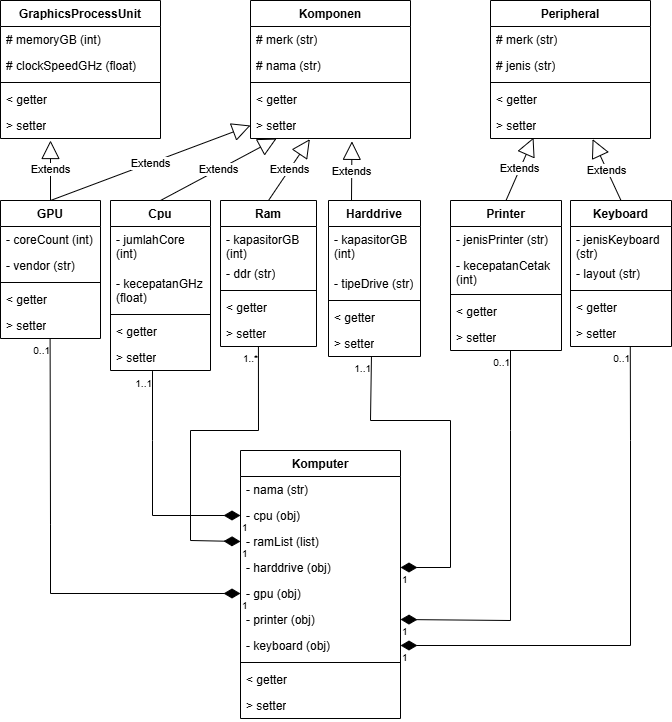 GraphicsProcessUnit
# memoryGB (int)
# clockSpeedGHz (float)
< getter
> setter
Komponen
# merk (str)
# nama (str)
< getter
> setter
Peripheral
# merk (str)
# jenis (str)
< getter
> setter
Extends
Extends
Extends
Extends
Extends
Extends
Extends
GPU
- coreCount (int)
- vendor (str)
< getter
> setter
0..1
Cpu
- jumlahCore
(int)
- kecepatanGHz
(float)
< getter
> setter
1..1
Ram
- kapasitorGB
(int)
- ddr (str)
< getter
> setter
1..*
Harddrive
- kapasitorGB
(int)
- tipeDrive (str)
< getter
> setter
1..1
Printer
- jenisPrinter (str)
- kecepatanCetak
(int)
< getter
> setter
0..1
Keyboard
- jenisKeyboard
(str)
- layout (str)
< getter
> setter
0..1
Komputer
- nama (str)
- cpu (obj)
1
- ramList (list)
1
- harddrive (obj)
1
- gpu (obj)
1
- printer (obj)
1
- keyboard (obj)
1
< getter
> setter